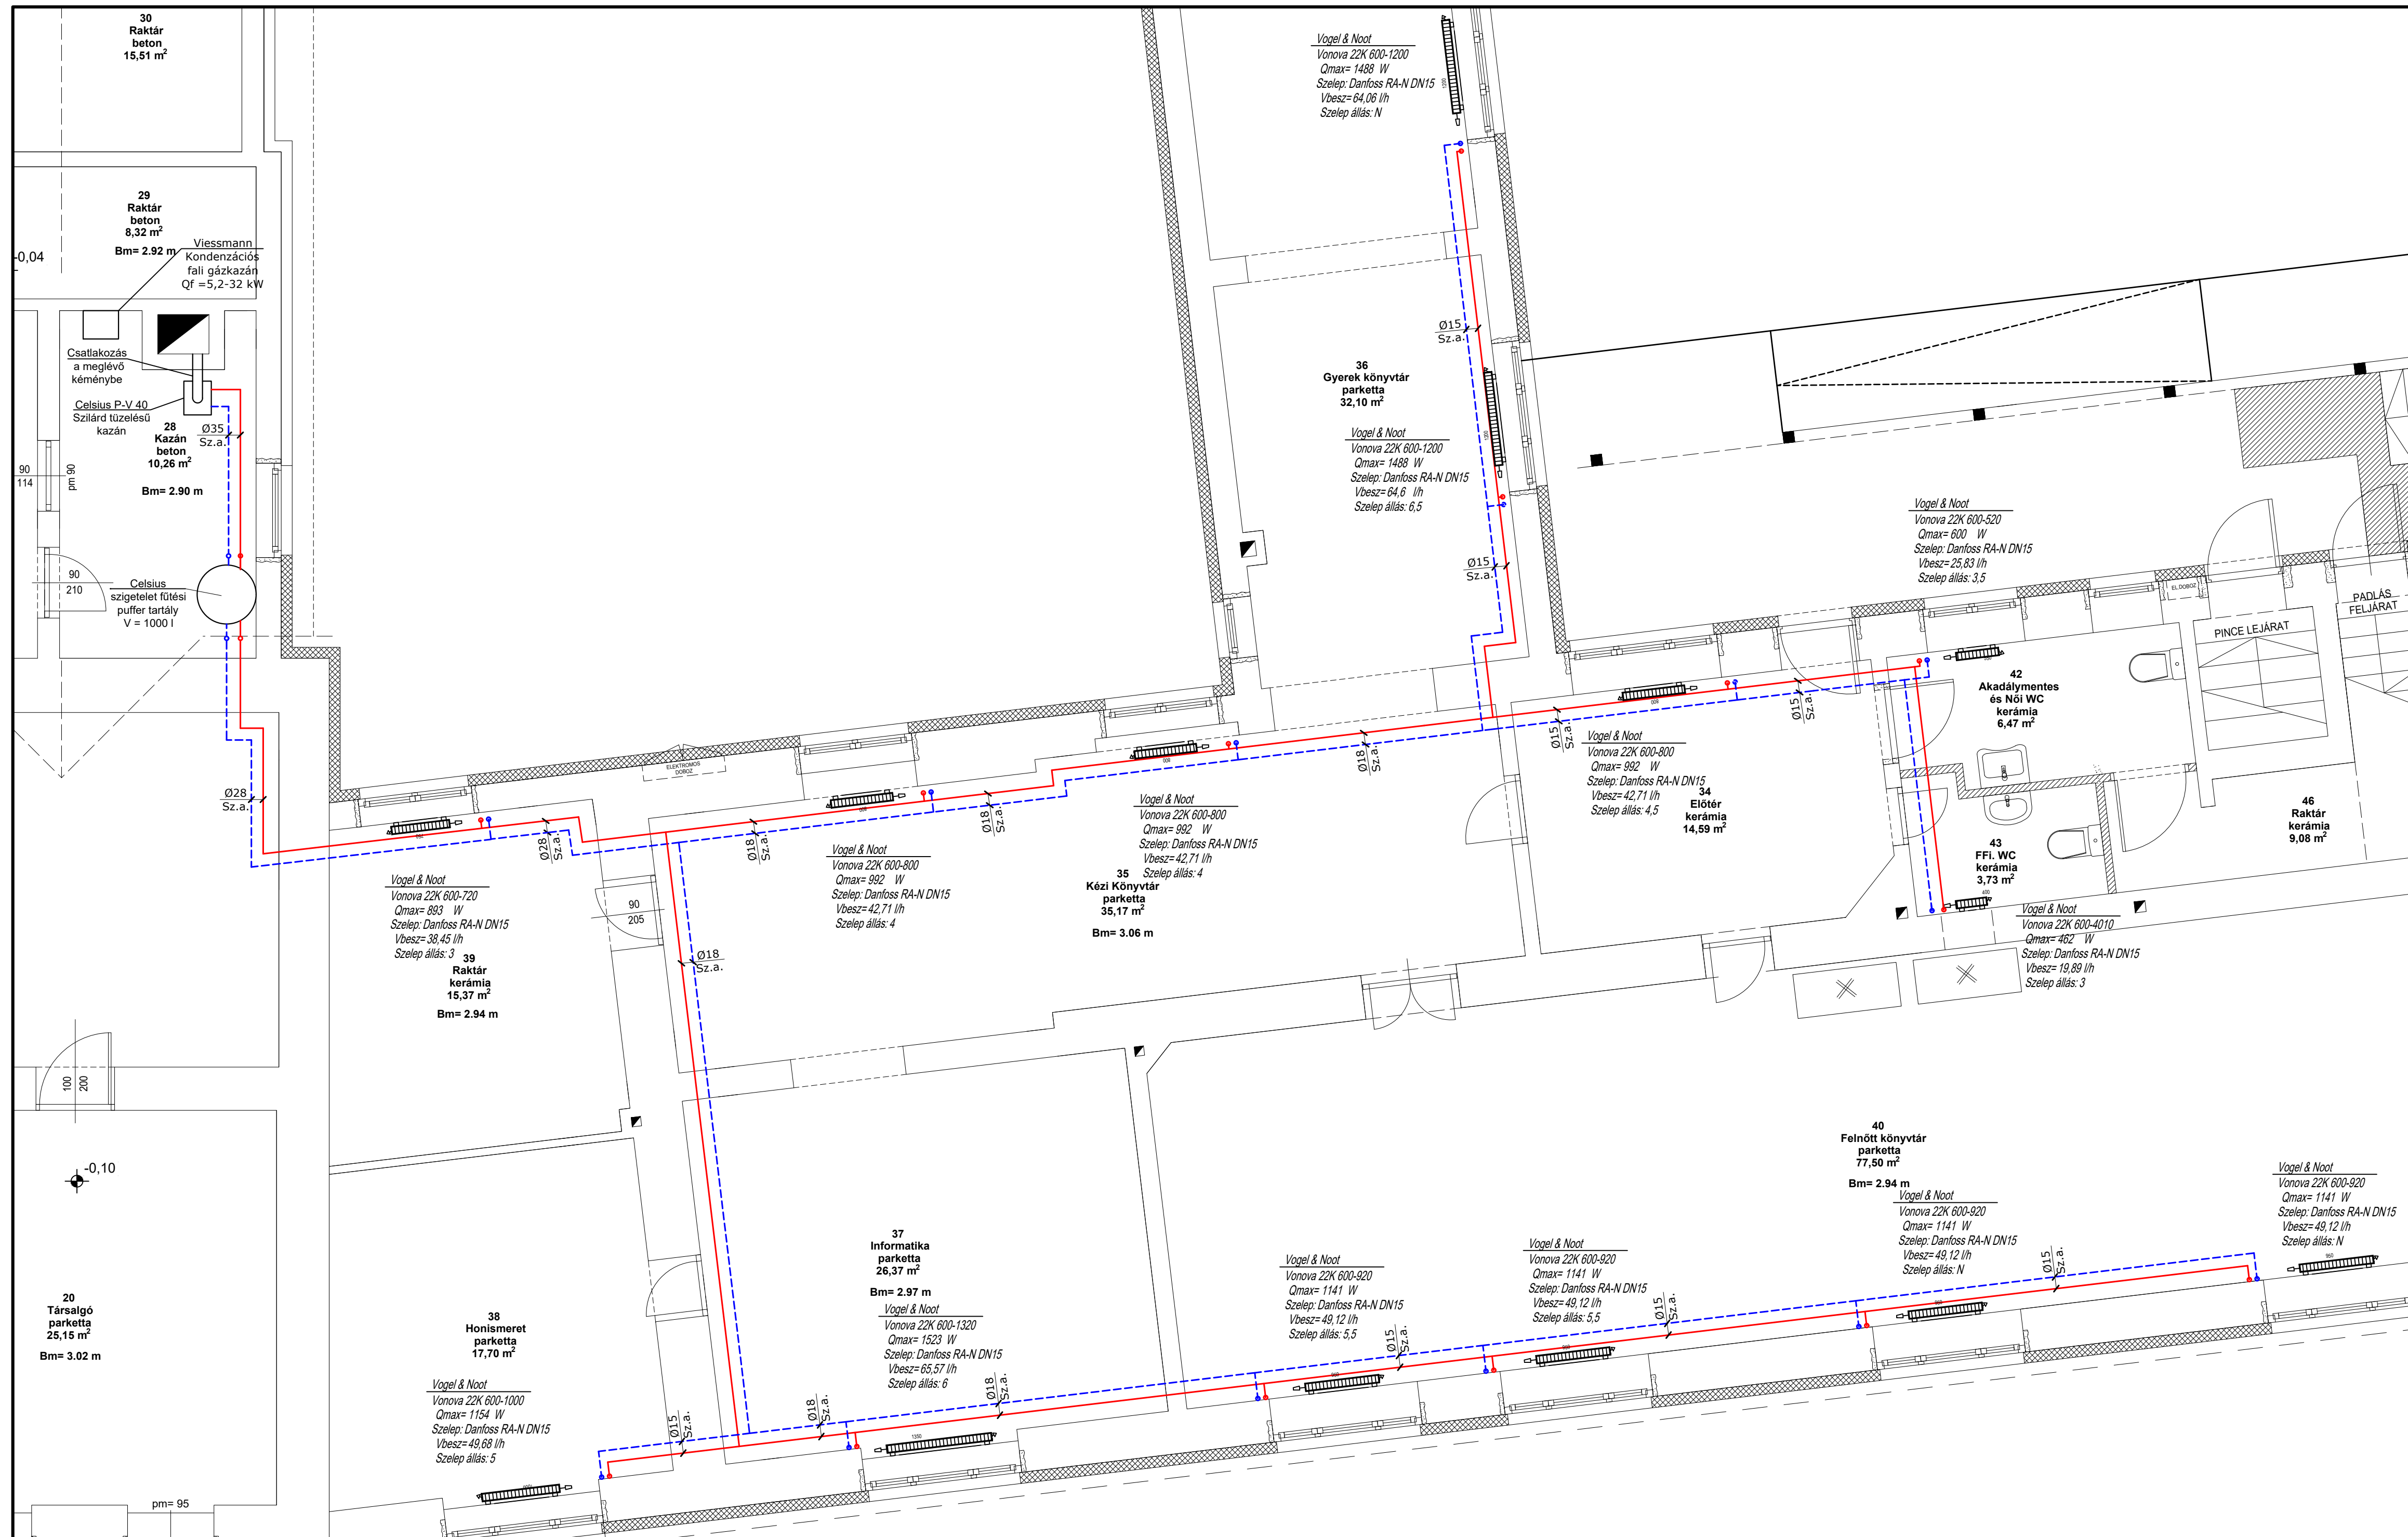 30
Raktár
beton
15,51 m²
29
Raktár
beton
8,32 m²
Bm= 2.92 m
-0,04
Viessmann
Kondenzációs
fali gázkazán
Qf =5,2-32 kW
Csatlakozás
a meglévő
kéménybe
Celsius P-V 40
Szilárd tüzelésű
kazán
28
Kazán
beton
10,26 m²
Bm= 2.90 m
Ø35
Sz.a.
90
114
pm 90
90
210
Celsius
szigetelet fűtési
puffer tartály
V = 1000 l
Ø28
Sz.a.
Vogel & Noot
Vonova 22K 600-1200
Qmax= 1488 W
Szelep: Danfoss RA-N DN15
Vbesz=64,06 l/h
Szelep állás: N
1200
Ø15
Sz.a.
36
Gyerek könyvtár
parketta
32,10 m²
Vogel & Noot
Vonova 22K 600-1200
Qmax= 1488 W
Szelep: Danfoss RA-N DN15
Vbesz=64,6 l/h
Szelep állás: 6,5
1200
Ø15
Sz.a.
Vogel & Noot
Vonova 22K 600-520
Qmax= 600 W
Szelep: Danfoss RA-N DN15
Vbesz=25,83 l/h
Szelep állás: 3,5
EL.DOBOZ
PINCE LEJÁRAT
PADLÁS
FELJÁRAT
42
Akadálymentes
és Női WC
kerámia
6,47 m²
ELEKTROMOS
DOBOZ
800
800
800
Ø28
Sz.a.
Ø18
Sz.a.
Ø18
Sz.a.
Ø18
Sz.a.
Ø15
Sz.a.
Ø15
Sz.a.
Vogel & Noot
Vonova 22K 600-800
Qmax= 992 W
Szelep: Danfoss RA-N DN15
Vbesz=42,71 l/h
Szelep állás: 4,5
34
Előtér
kerámia
14,59 m²
Vogel & Noot
Vonova 22K 600-800
Qmax= 992 W
Szelep: Danfoss RA-N DN15
Vbesz=42,71 l/h
Szelep állás: 4
Vogel & Noot
Vonova 22K 600-800
Qmax= 992 W
Szelep: Danfoss RA-N DN15
Vbesz=42,71 l/h
Szelep állás: 4
35
Kézi Könyvtár
parketta
35,17 m²
Bm= 3.06 m
Vogel & Noot
Vonova 22K 600-720
Qmax= 893 W
Szelep: Danfoss RA-N DN15
Vbesz=38,45 l/h
Szelep állás: 3
39
Raktár
kerámia
15,37 m²
Bm= 2.94 m
90
205
Ø18
Sz.a.
46
Raktár
kerámia
9,08 m²
43
FFi. WC
kerámia
3,73 m²
400
Vogel & Noot
Vonova 22K 600-4010
Qmax= 462 W
Szelep: Danfoss RA-N DN15
Vbesz= 19,89 l/h
Szelep állás: 3
100
200
-0,10
20
Társalgó
parketta
25,15 m²
Bm= 3.02 m
pm= 95
38
Honismeret
parketta
17,70 m²
Vogel & Noot
Vonova 22K 600-1000
Qmax= 1154 W
Szelep: Danfoss RA-N DN15
Vbesz=49,68 l/h
Szelep állás: 5
37
Informatika
parketta
26,37 m²
Bm= 2.97 m
Vogel & Noot
Vonova 22K 600-1320
Qmax= 1523 W
Szelep: Danfoss RA-N DN15
Vbesz=65,57 l/h
Szelep állás: 6
Ø15
Sz.a.
Ø18
Sz.a.
Ø18
Sz.a.
1350
40
Felnőtt könyvtár
parketta
77,50 m²
Bm= 2.94 m
Vogel & Noot
Vonova 22K 600-920
Qmax= 1141 W
Szelep: Danfoss RA-N DN15
Vbesz=49,12 l/h
Szelep állás: 5,5
Vogel & Noot
Vonova 22K 600-920
Qmax= 1141 W
Szelep: Danfoss RA-N DN15
Vbesz=49,12 l/h
Szelep állás: 5,5
Vogel & Noot
Vonova 22K 600-920
Qmax= 1141 W
Szelep: Danfoss RA-N DN15
Vbesz=49,12 l/h
Szelep állás: N
Vogel & Noot
Vonova 22K 600-920
Qmax= 1141 W
Szelep: Danfoss RA-N DN15
Vbesz=49,12 l/h
Szelep állás: N
Ø15
Sz.a.
Ø15
Sz.a.
Ø15
Sz.a.
950